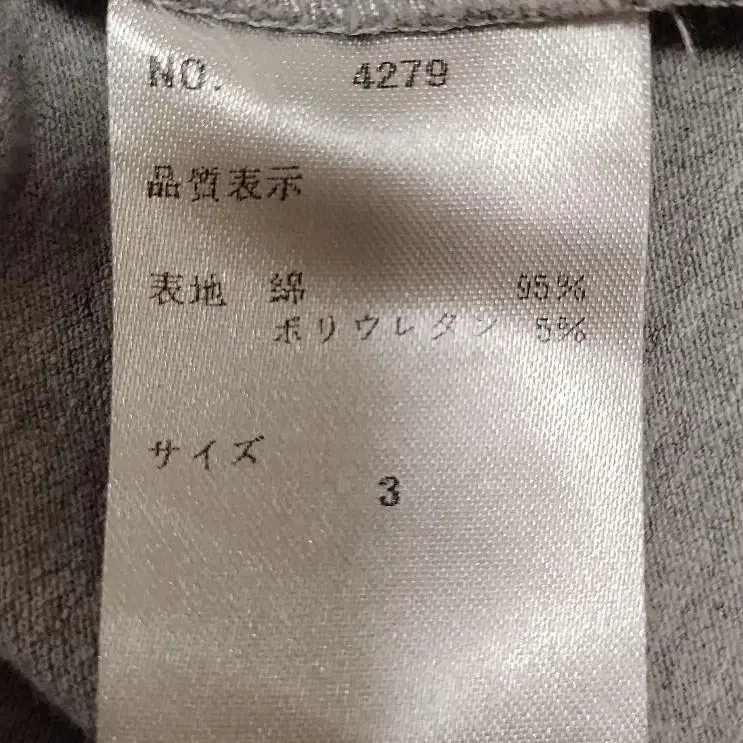 NO. 4279
品質表示
表地 綿 95%
ポリウレタン 5%
サイズ
3